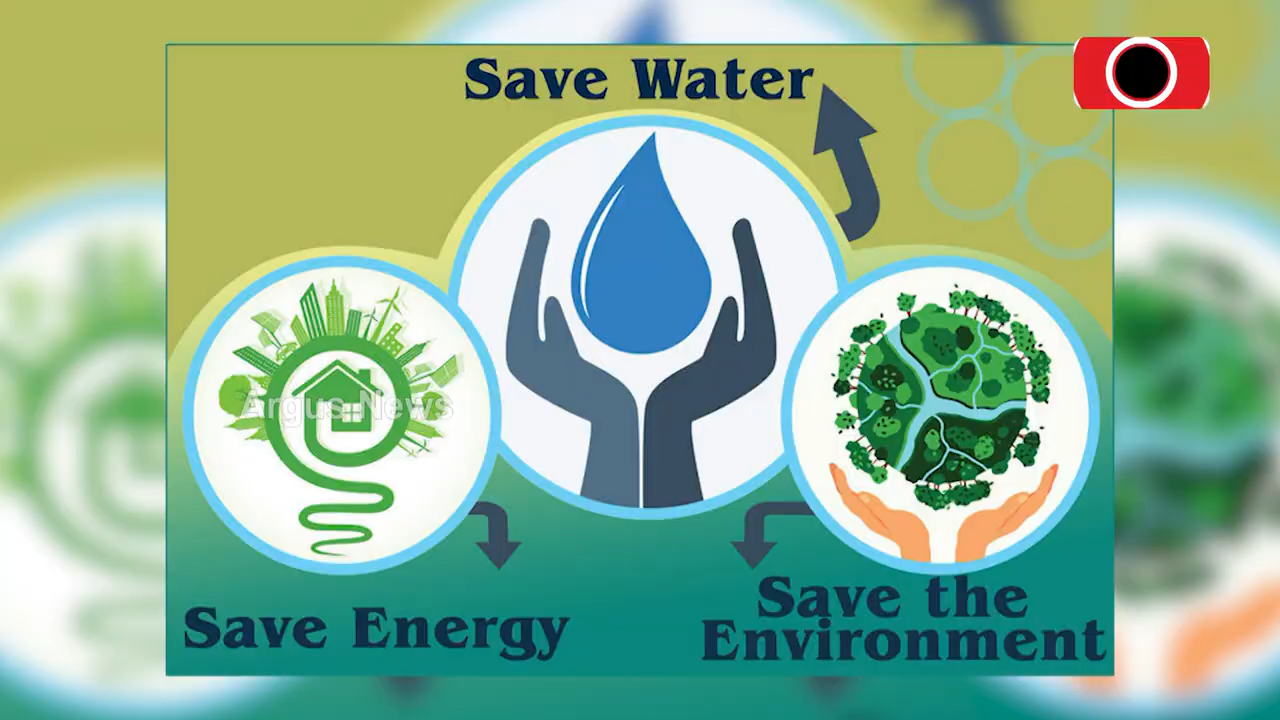 Save Water
Argus News
Save Energy
Save the
Environment